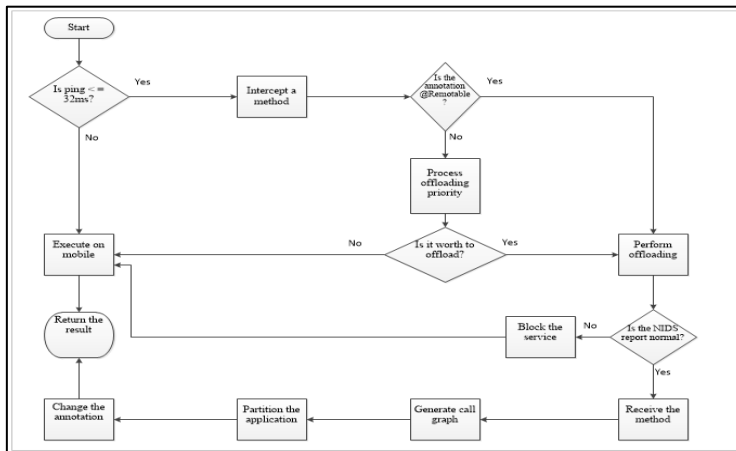 Start
Is ping < =
32ms?
Yes
Intercept a
method
Is the
annotation
@Remotable
?
Yes
No
No
Process
offloading
priority
Execute on
mobile
No
Is it worth to
offload?
Yes
Perform
offloading
Return the
result
Block the
service
No
Is the NIDS
report normal?
Yes
Change the
annotation
Partition the
application
Generate call
graph
Receive the
method